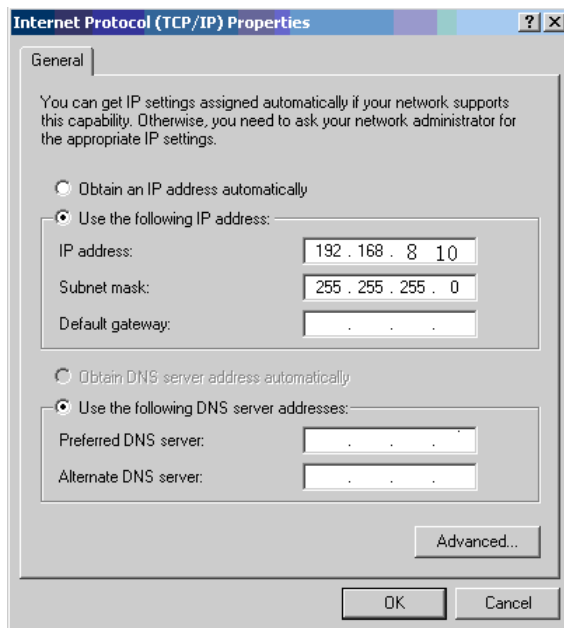 Internet Protocol (TCP/IP) Properties
General
You can get IP settings assigned automatically if your network supports
this capability. Otherwise, you need to ask your network administrator for
the appropriate IP settings.
Obtain an IP address automatically
Use the following IP address:
IP address: 192 . 168 . 8 10
Subnet mask: 255 . 255 . 255 . 0
Default gateway: . . .
Obtain DNS server address automatically
Use the following DNS server addresses:
Preferred DNS server: . . .
Alternate DNS server: . . .
Advanced...
OK Cancel